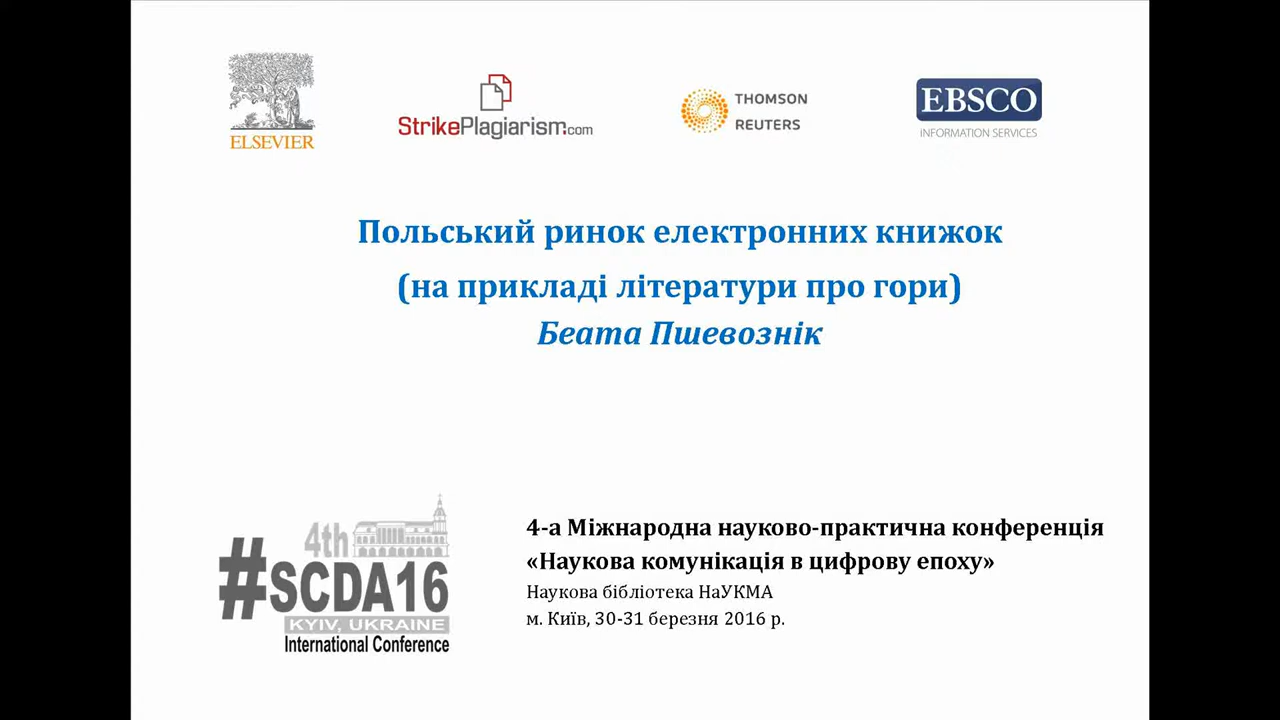 ELSEVIER
StrikePlagiarism.com
THOMSON
REUTERS
EBSCO
INFORMATION SERVICES
Польський ринок електронних книжок
(на прикладі літератури про гори)
Беата Пшевознік
4th
#SCDA16
KYIV, UKRAINE
International Conference
4-а Міжнародна науково-практична конференція
«Наукова комунікація в цифрову епоху»
Наукова бібліотека НаУКМА
м. Київ, 30-31 березня 2016 р.